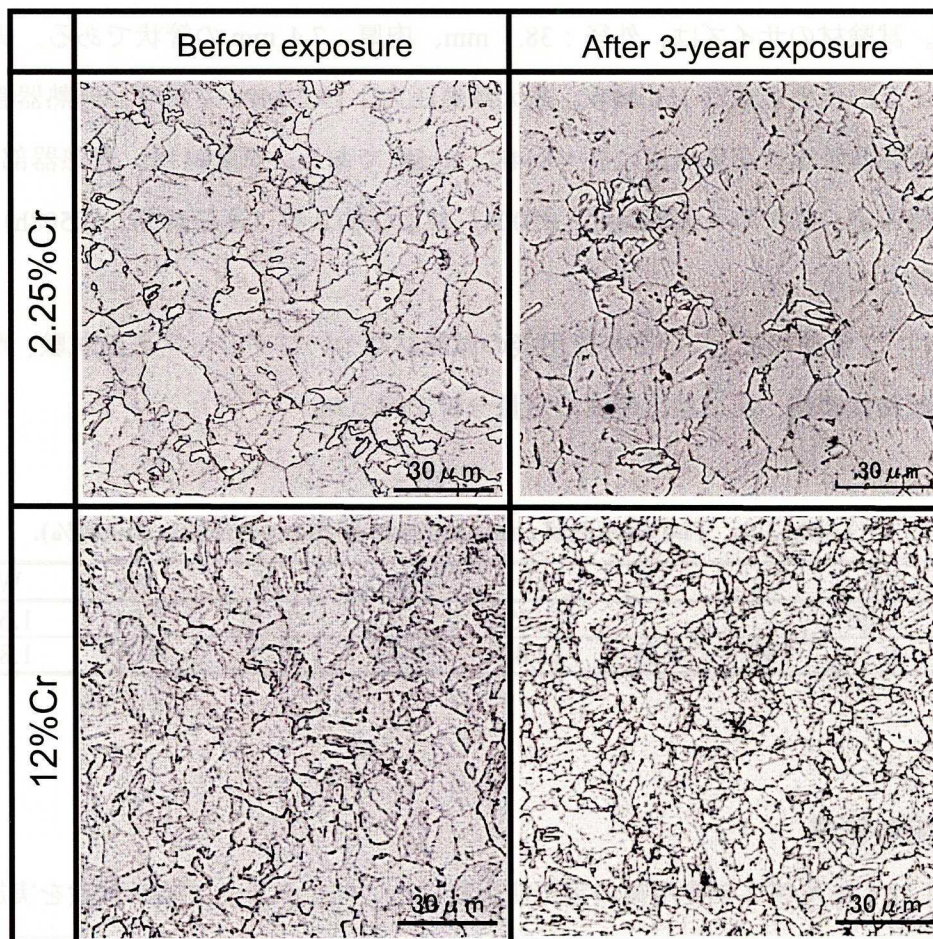 Before exposure
After 3-year exposure
2.25%Cr
30 μm
30 μm
12%Cr
30 μm
30 μm